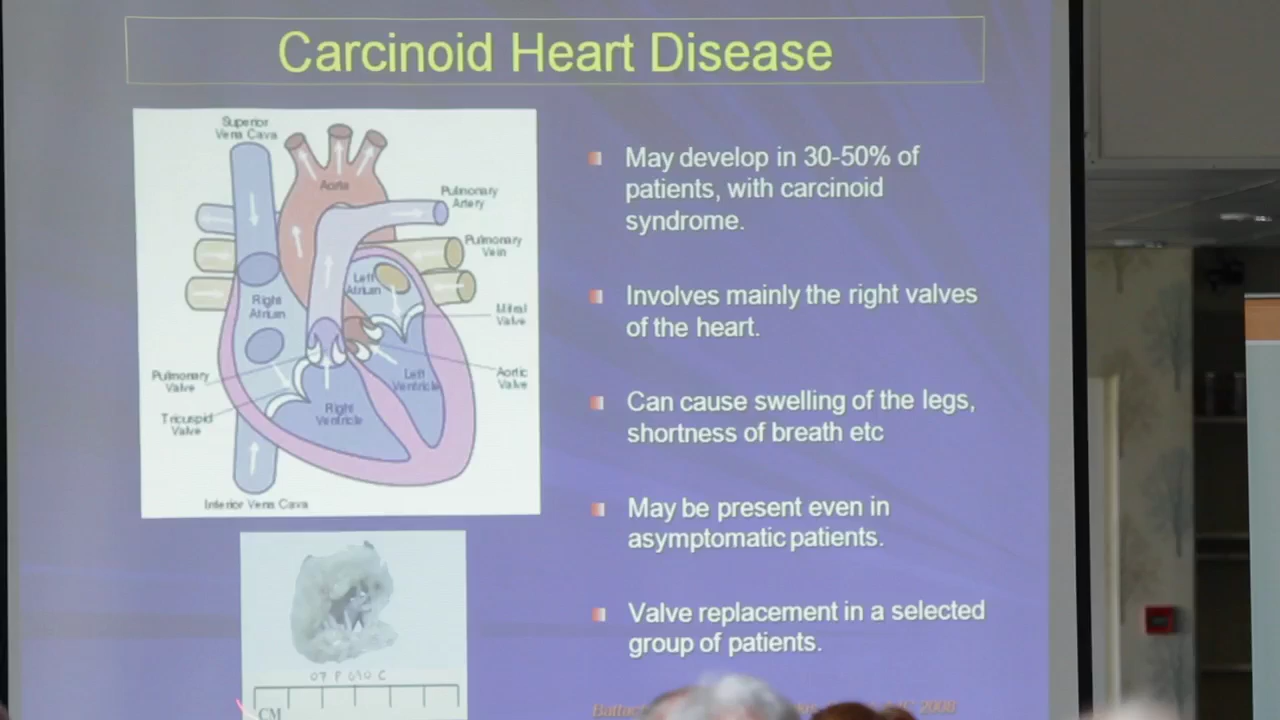 Carcinoid Heart Disease
Superior
Vena Cava
Aorta
Pulmonary
Artery
Pulmonary
Vein
Left
Atrium
Right
Atrium
Mitral
Valve
Pulmonary
Valve
Left
Ventricle
Aortic
Valve
Tricuspid
Valve
Right
Ventricle
Inferior Vena Cava
CM
May develop in 30-50% of
patients, with carcinoid
syndrome.
Involves mainly the right valves
of the heart.
Can cause swelling of the legs,
shortness of breath etc
May be present even in
asymptomatic patients.
Valve replacement in a selected
group of patients.
2008